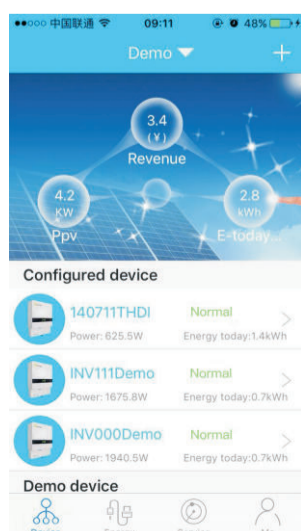 中国联通 09:11 48%
Demo
3.4
(¥)
Revenue
4.2
KW
Ppv
2.8
kWh
E-today
Configured device
140711THDI Normal
Power: 625.5W Energy today:1.4kWh
INV111Demo Normal
Power: 1675.8W Energy today:0.7kWh
INV000Demo Normal
Power: 1940.5W Energy today:0.7kWh
Demo device